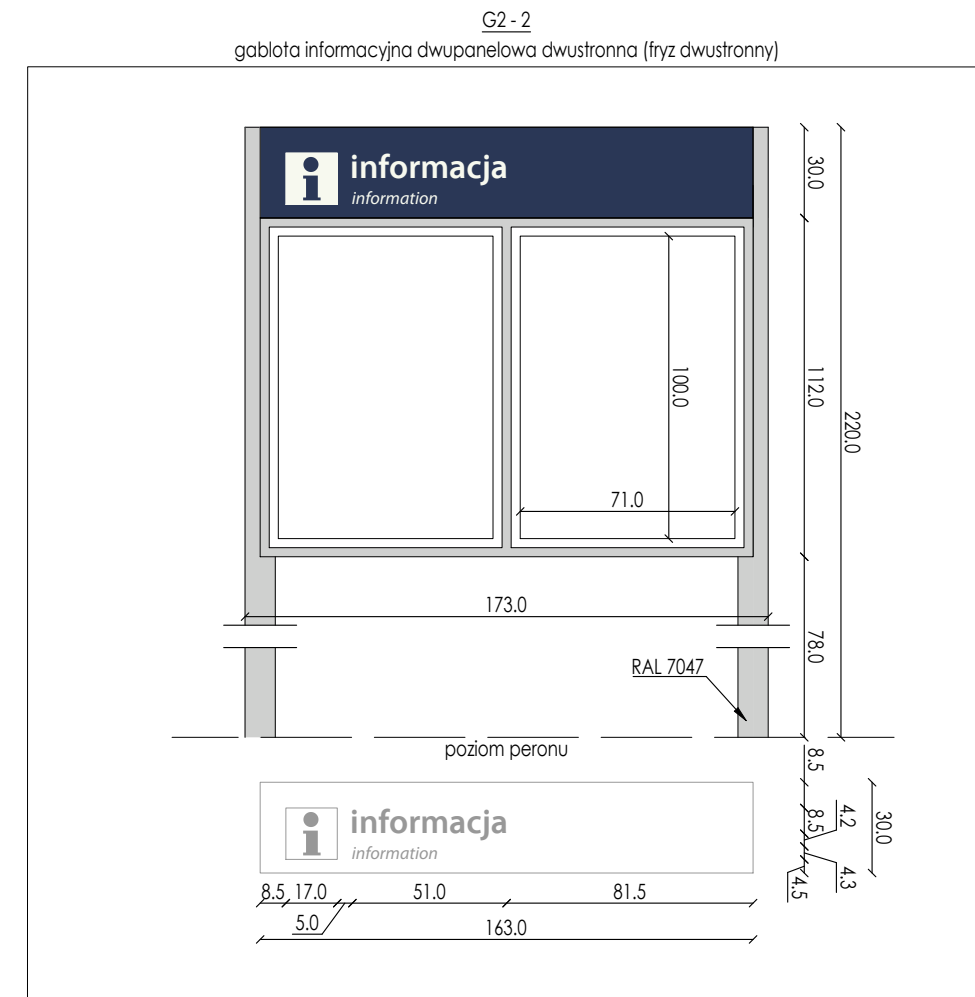 G2 - 2
gablota informacyjna dwupanelowa dwustronna (fryz dwustronny)
i informacja
information
30.0
112.0
220.0
100.0
71.0
173.0
78.0
RAL 7047
poziom peronu
8.5
i informacja
information
8.5
4.2
30.0
4.3
4.5
8.5 17.0 51.0 81.5
5.0
163.0